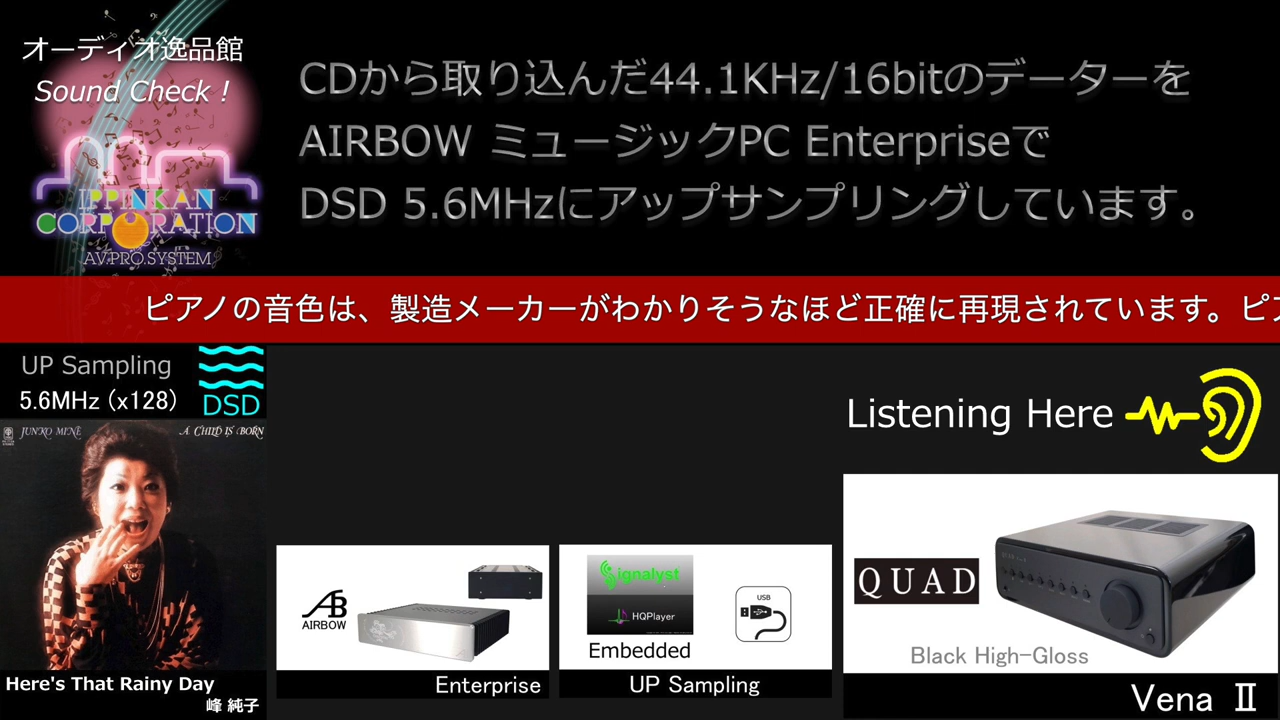 オーディオ逸品館
Sound Check !
IPPINKAN
CORPORATION
AV.PRO.SYSTEM
CDから取り込んだ44.1KHz/16bitのデーターを
AIRBOW ミュージックPC Enterpriseで
DSD 5.6MHzにアップサンプリングしています。
ピアノの音色は、製造メーカーがわかりそうなほど正確に再現されています。ピ
UP Sampling
5.6MHz (x128)
DSD
JUNKO MINE
A CHILD IS BORN
Here's That Rainy Day
峰 純子
AB
AIRBOW
Enterprise
Signalyst
HQPlayer
Embedded
USB
UP Sampling
Listening Here
QUAD
Black High-Gloss
Vena Ⅱ